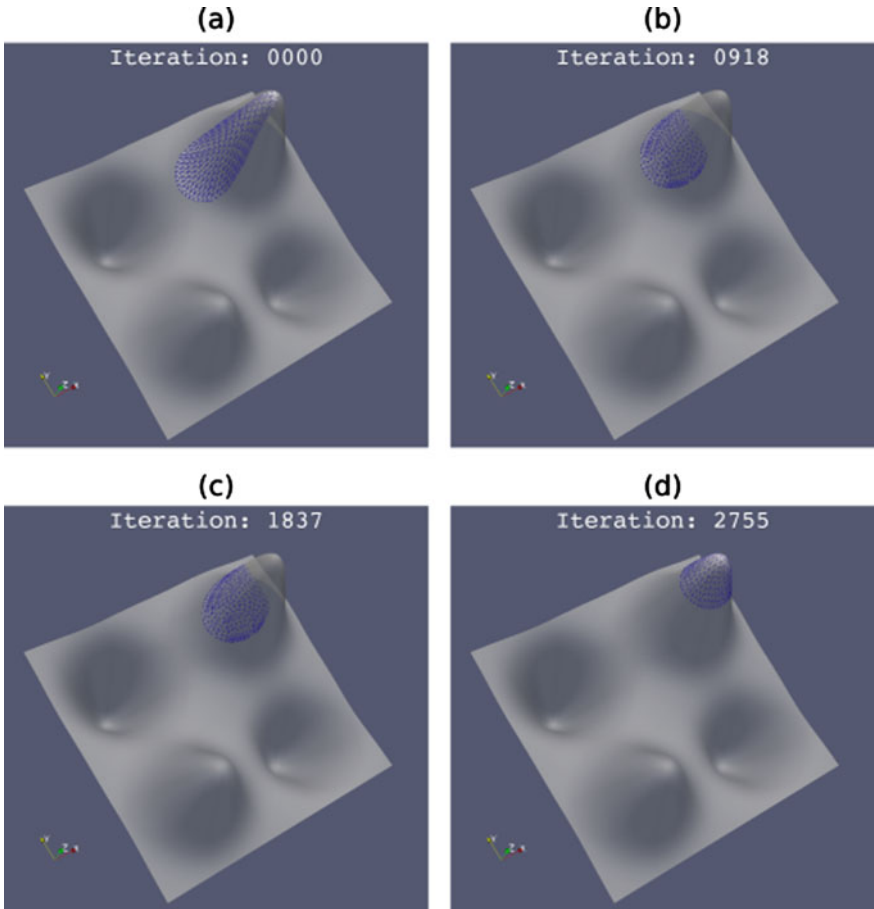 (a)
Iteration: 0000
(b)
Iteration: 0918
(c)
Iteration: 1837
(d)
Iteration: 2755